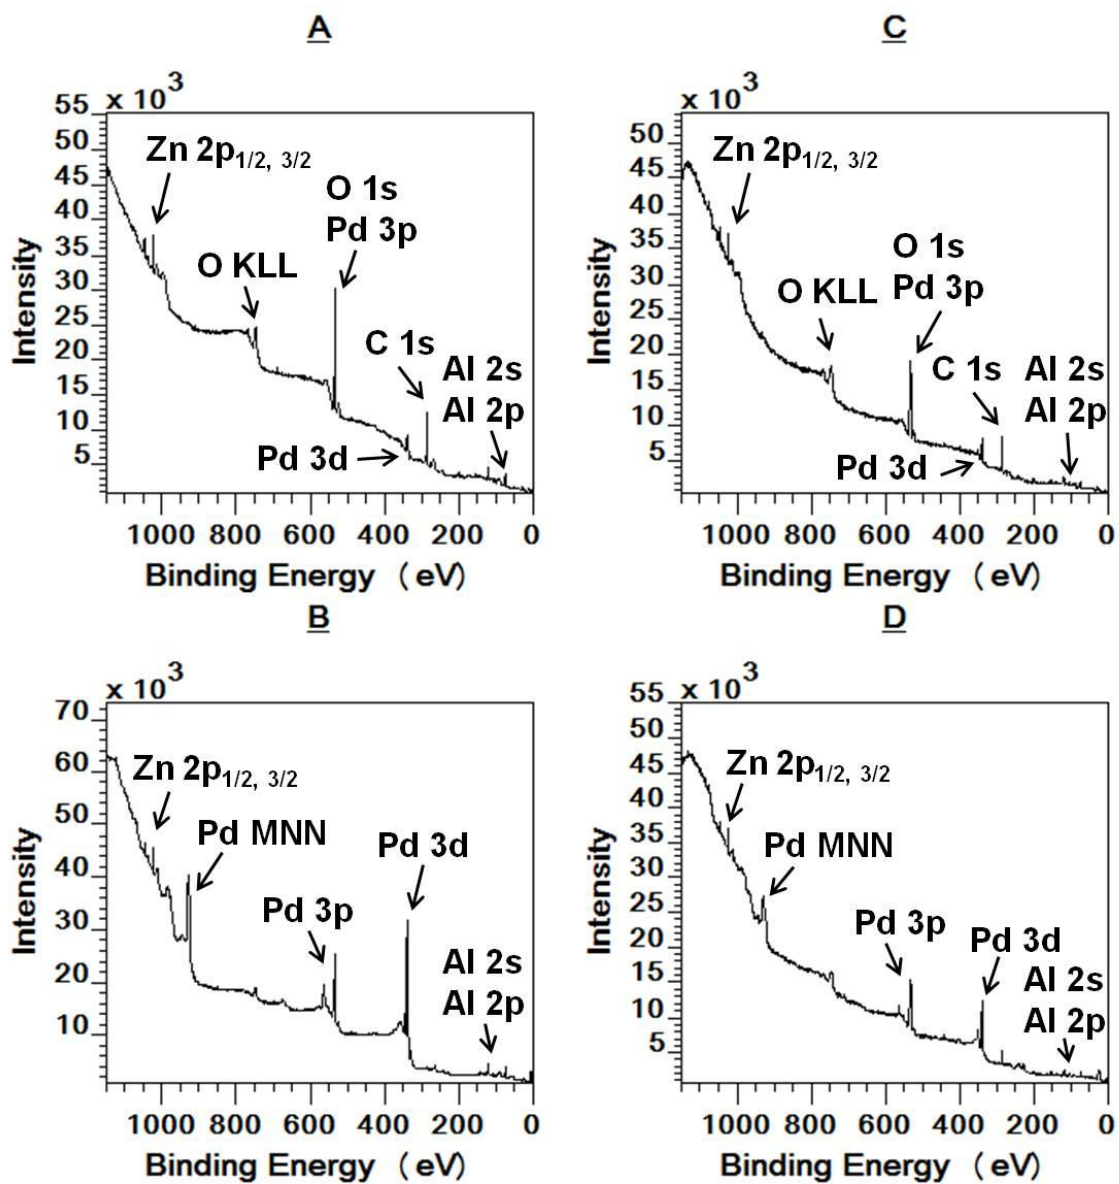 A
x 10³
55
50
45
40
35
30
25
20
15
10
5
Intensity
Zn 2p1/2, 3/2
O KLL
O 1s
Pd 3p
C 1s
Al 2s
Al 2p
Pd 3d
1000 800 600 400 200 0
Binding Energy (eV)
C
x 10³
50
45
40
35
30
25
20
15
10
5
Intensity
Zn 2p1/2, 3/2
O KLL
O 1s
Pd 3p
C 1s
Al 2s
Al 2p
Pd 3d
1000 800 600 400 200 0
Binding Energy (eV)
B
x 10³
70
60
50
40
30
20
10
Intensity
Zn 2p1/2, 3/2
Pd MNN
Pd 3p
Pd 3d
Al 2s
Al 2p
1000 800 600 400 200 0
Binding Energy (eV)
D
x 10³
55
50
45
40
35
30
25
20
15
10
5
Intensity
Zn 2p1/2, 3/2
Pd MNN
Pd 3p
Pd 3d
Al 2s
Al 2p
1000 800 600 400 200 0
Binding Energy (eV)